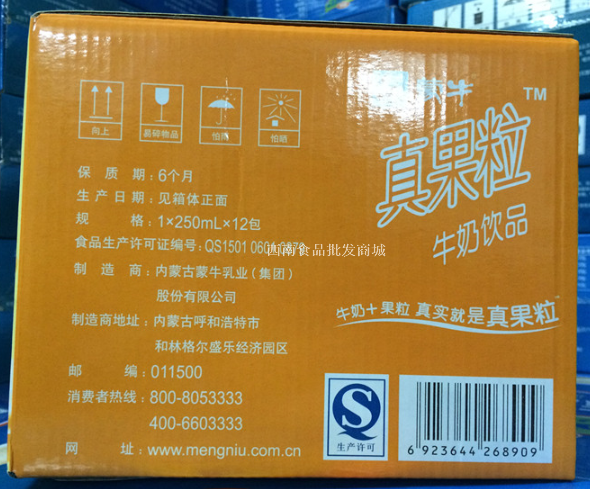 蒙牛
TM
真果粒
牛奶饮品
向上
易碎物品
怕雨
怕晒
保质期:6个月
生产日期:见箱体正面
规格:1×250mL×12包
食品生产许可证编号:QS1501 060
西南食品批发商城
制造商:内蒙古蒙牛乳业(集团)
股份有限公司
制造商地址:内蒙古呼和浩特市
和林格尔盛乐经济园区
邮编:011500
消费者热线:800-8053333
400-6603333
网址:www.mengniu.com.cn
牛奶+果粒 真实就是真果粒
生产许可
6 923644 268909